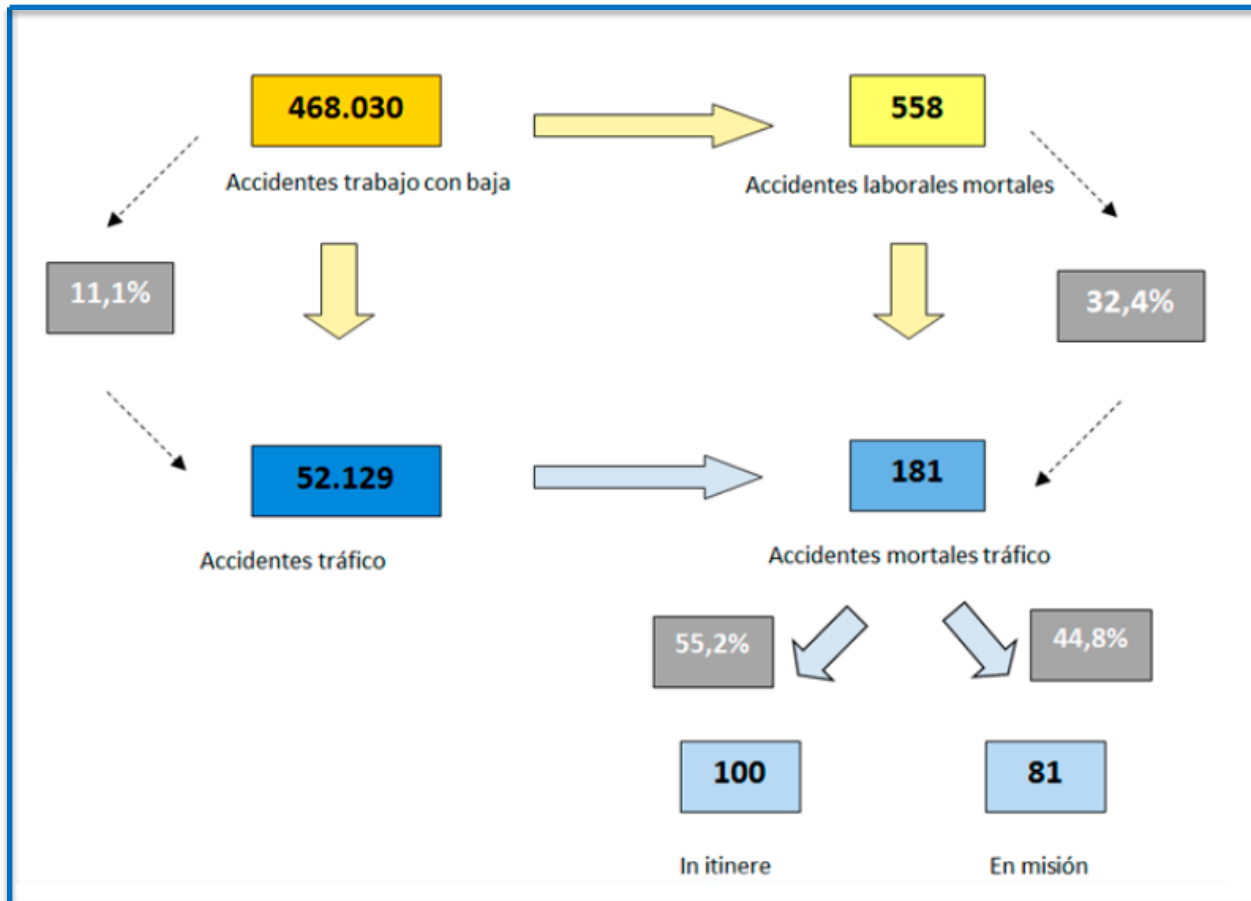 468.030
558
Accidentes trabajo con baja
Accidentes laborales mortales
11,1%
32,4%
52.129
181
Accidentes tráfico
Accidentes mortales tráfico
55,2%
44,8%
100
81
In itinere
En misión